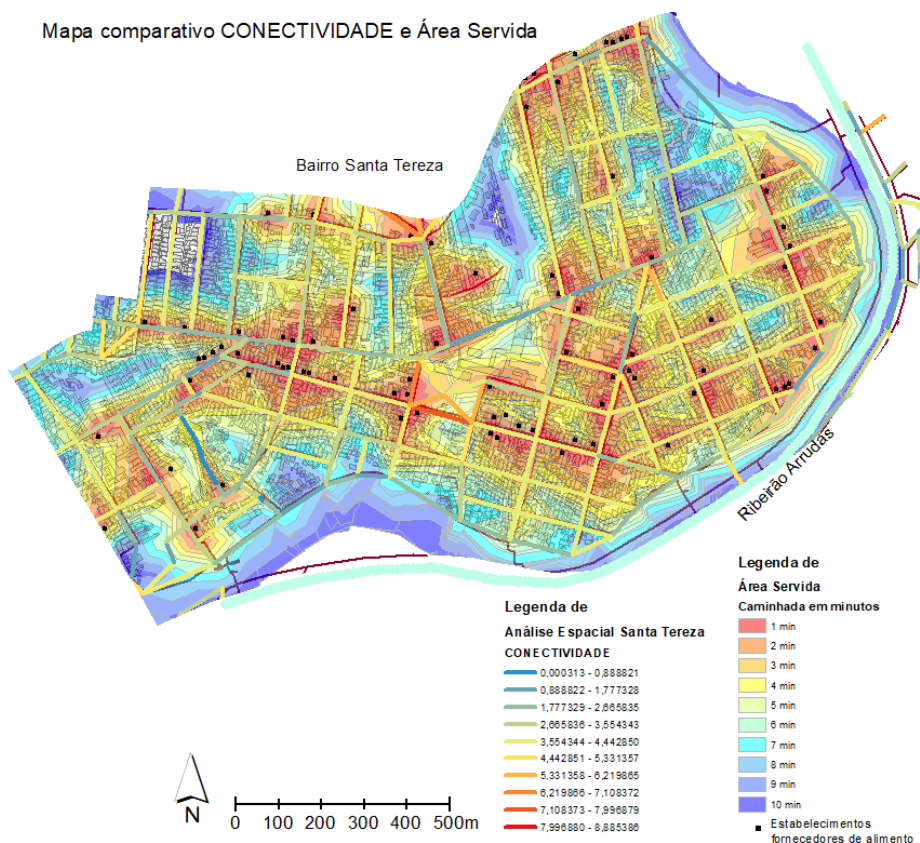 Mapa comparativo CONECTIVIDADE e Área Servida
Bairro Santa Tereza
Ribeirão Arrudas
Legenda de
Análise Espacial Santa Tereza
CONECTIVIDADE
0,000313 - 0,888821
0,888822 - 1,777328
1,777329 - 2,665835
2,665836 - 3,554343
3,554344 - 4,442850
4,442851 - 5,331357
5,331358 - 6,219865
6,219866 - 7,108372
7,108373 - 7,996879
7,996880 - 8,885386
Legenda de
Área Servida
Caminhada em minutos
1 min
2 min
3 min
4 min
5 min
6 min
7 min
8 min
9 min
10 min
Estabelecimentos
fornecedores de alimento
N
0 100 200 300 400 500m